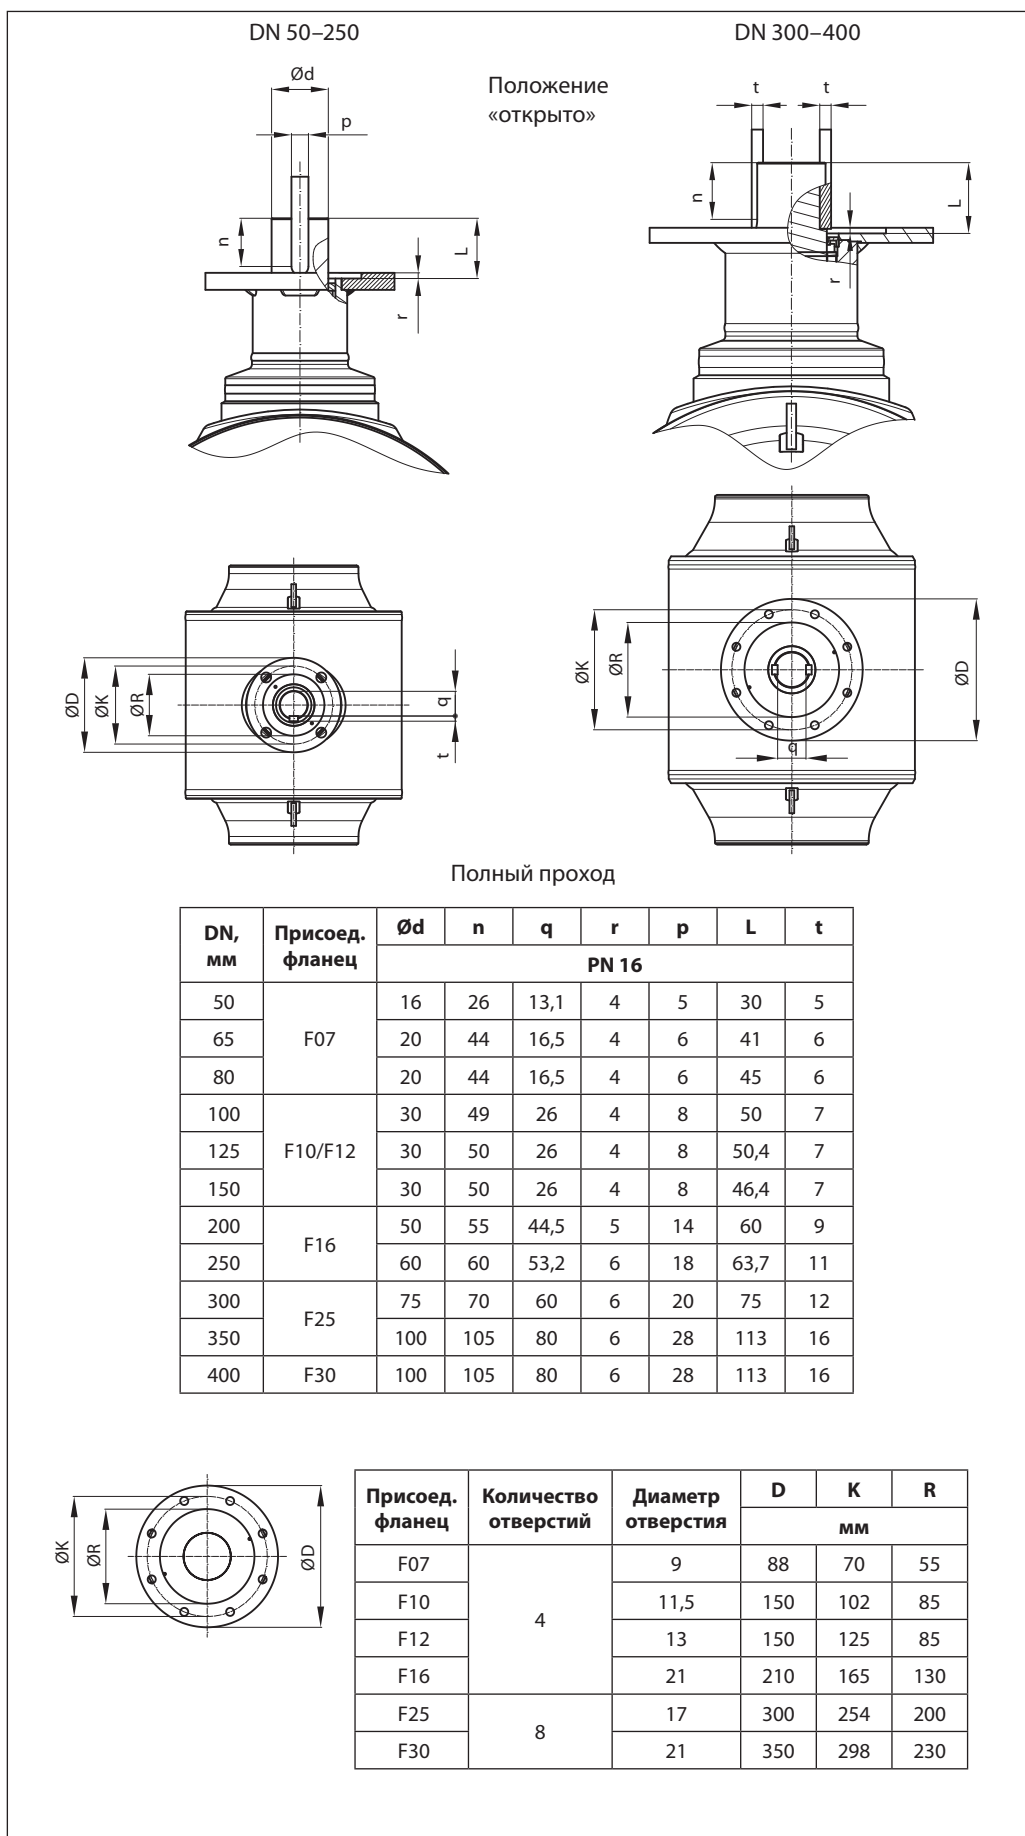 DN 50–250
DN 300–400
Положение
«открыто»
Ød
p
n
L
r
t
t
n
L
r
ØD
ØK
ØR
q
t
ØK
ØR
ØD
q
Полный проход
DN, мм Присоед. фланец Ød n q r p L t
PN 16
50 F07 16 26 13,1 4 5 30 5
65 20 44 16,5 4 6 41 6
80 20 44 16,5 4 6 45 6
100 F10/F12 30 49 26 4 8 50 7
125 30 50 26 4 8 50,4 7
150 30 50 26 4 8 46,4 7
200 F16 50 55 44,5 5 14 60 9
250 60 60 53,2 6 18 63,7 11
300 F25 75 70 60 6 20 75 12
350 100 105 80 6 28 113 16
400 F30 100 105 80 6 28 113 16
ØK
ØR
ØD
Присоед. фланец Количество отверстий Диаметр отверстия D K R
мм
F07 4 9 88 70 55
F10 11,5 150 102 85
F12 13 150 125 85
F16 21 210 165 130
F25 8 17 300 254 200
F30 21 350 298 230